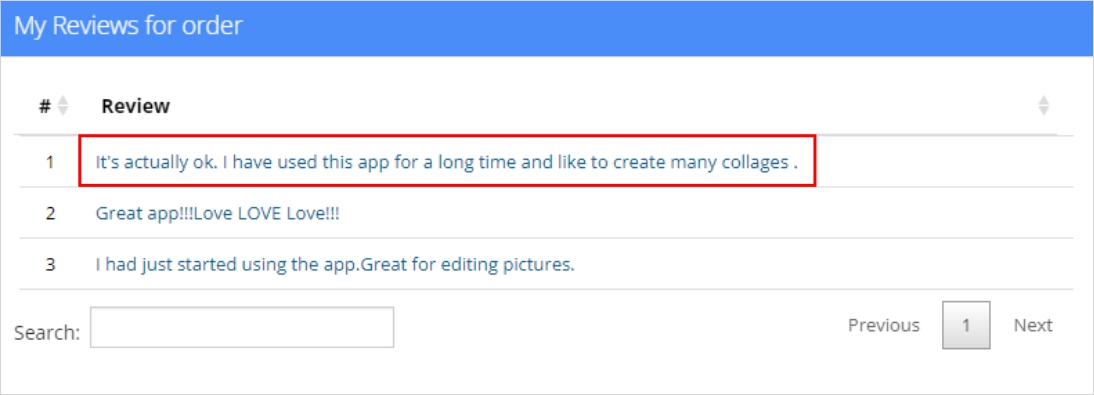 My Reviews for order
# Review
1 It's actually ok. I have used this app for a long time and like to create many collages .
2 Great app!!!Love LOVE Love!!!
3 I had just started using the app.Great for editing pictures.
Search: Previous 1 Next